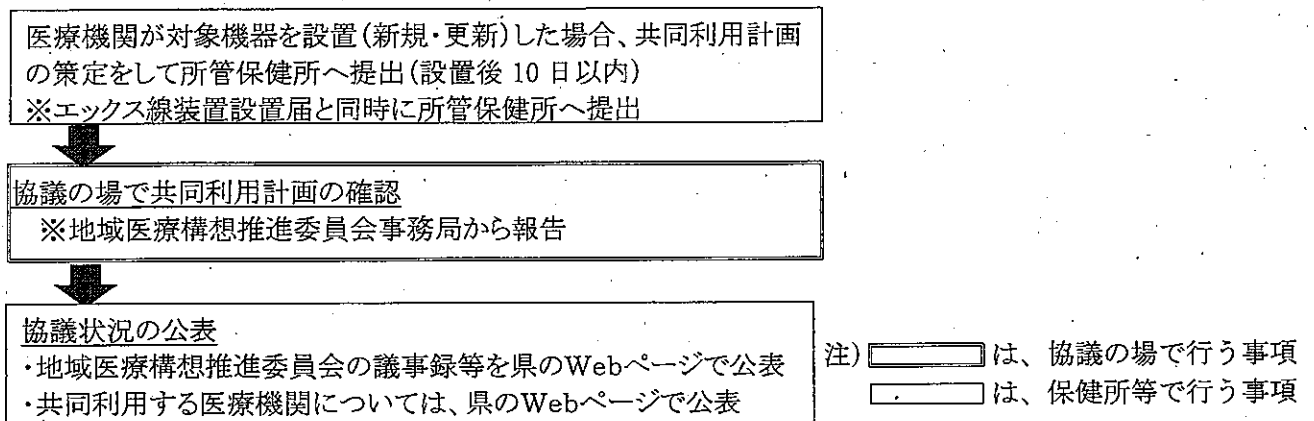 医療機関が対象機器を設置(新規・更新)した場合、共同利用計画
の策定をして所管保健所へ提出(設置後 10 日以内)
※エックス線装置設置届と同時に所管保健所へ提出
協議の場で共同利用計画の確認
※地域医療構想推進委員会事務局から報告
協議状況の公表
・地域医療構想推進委員会の議事録等を県のWebページで公表
・共同利用する医療機関については、県のWebページで公表
注) は、協議の場で行う事項
は、保健所等で行う事項